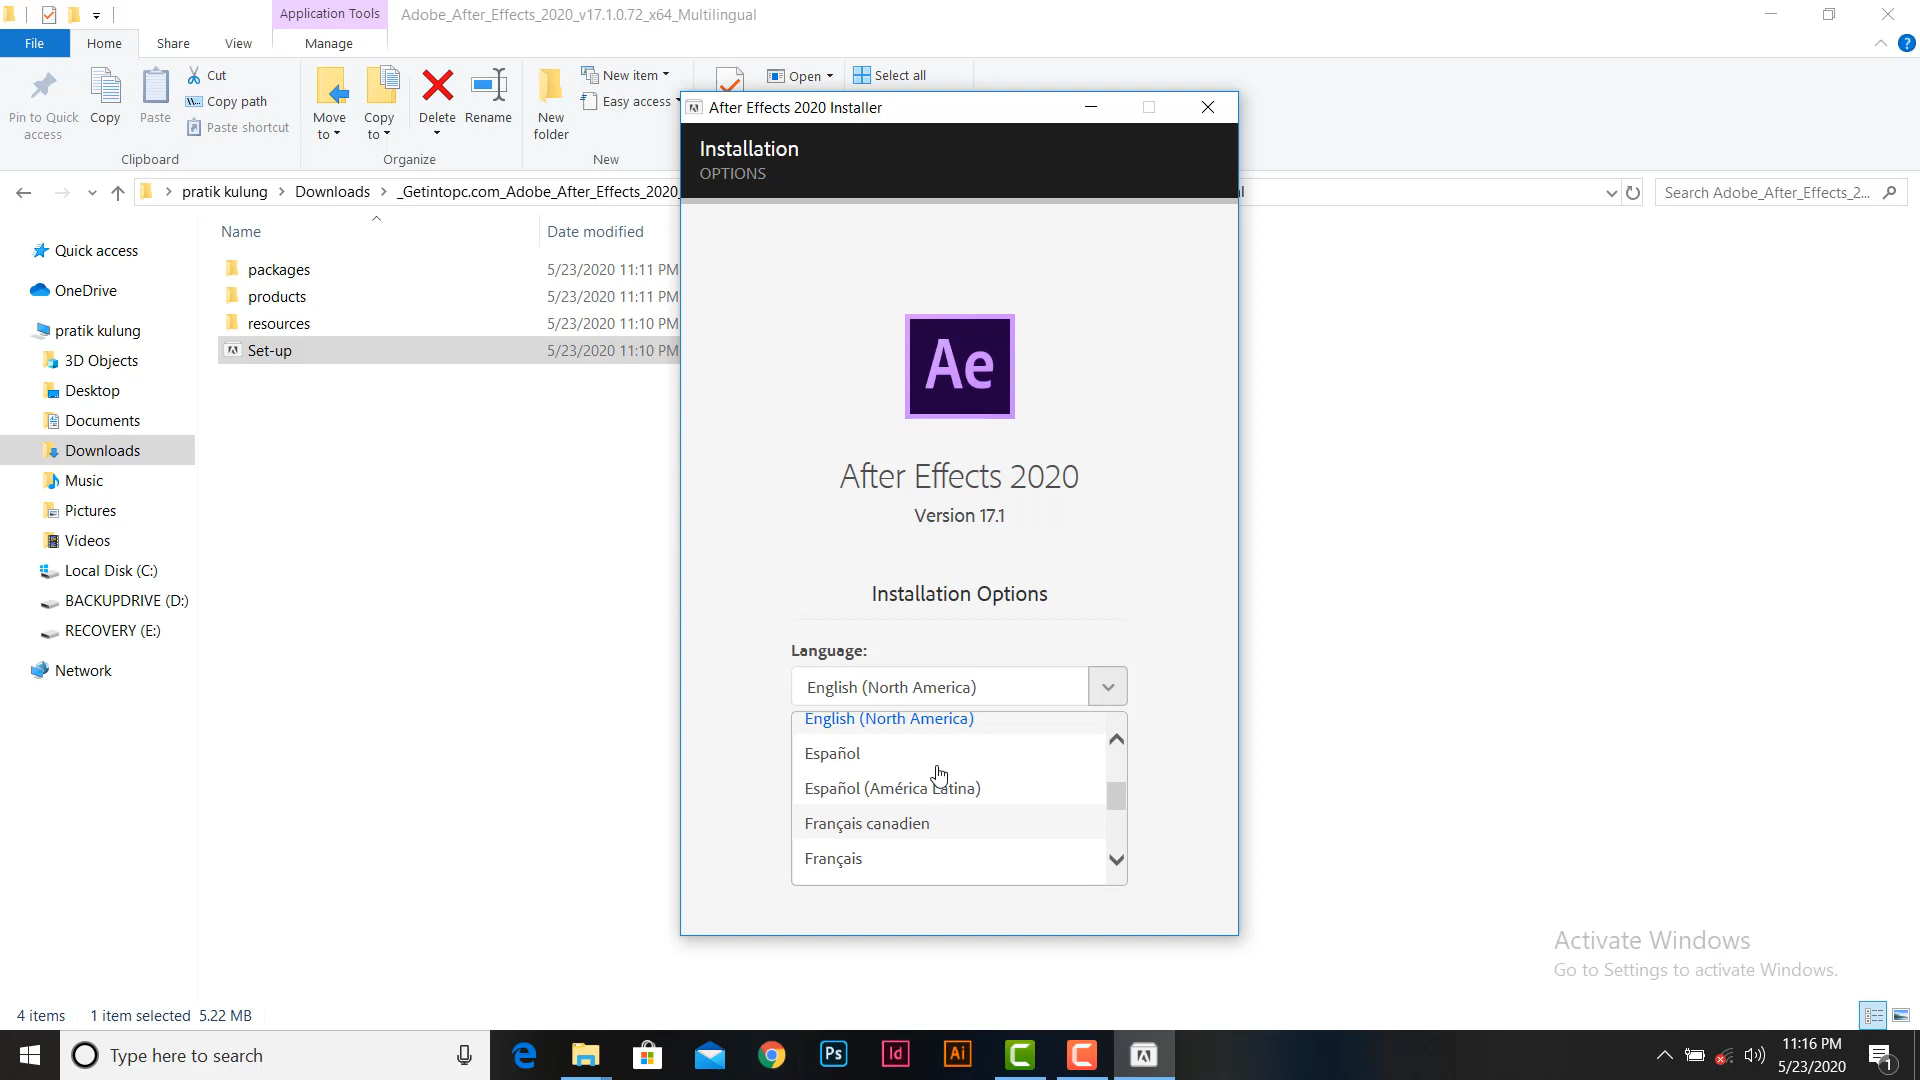 Application Tools
Adobe_After_Effects_2020_v17.1.0.72_x64_Multilingual
File
Home
Share
View
Manage
Pin to Quick access
Copy
Paste
Cut
Copy path
Paste shortcut
Clipboard
Move to
Copy to
Delete
Rename
Organize
New folder
New item
Easy access
New
Open
Select all
pratik kulung
Downloads
_Getintopc.com_Adobe_After_Effects_2020_
Search Adobe_After_Effects_2...
Name
Date modified
packages
5/23/2020 11:11 PM
products
5/23/2020 11:11 PM
resources
5/23/2020 11:10 PM
Set-up
5/23/2020 11:10 PM
Quick access
OneDrive
pratik kulung
3D Objects
Desktop
Documents
Downloads
Music
Pictures
Videos
Local Disk (C:)
BACKUPDRIVE (D:)
RECOVERY (E:)
Network
After Effects 2020 Installer
Installation
OPTIONS
Ae
After Effects 2020
Version 17.1
Installation Options
Language:
English (North America)
English (North America)
Español
Español (América Latina)
Français canadien
Français
Activate Windows
Go to Settings to activate Windows.
4 items
1 item selected 5.22 MB
Type here to search
Ps
Id
Ai
11:16 PM
5/23/2020
1